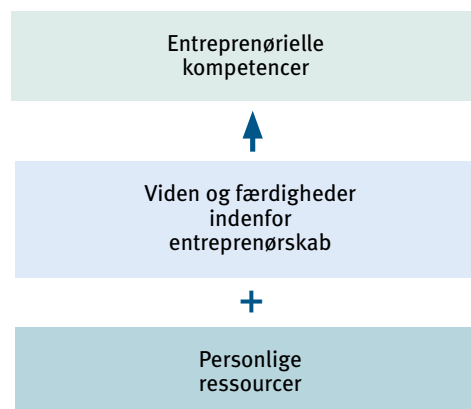 Entreprenørielle
kompetencer
Viden og færdigheder
indenfor
entreprenørskab
+
Personlige
ressourcer